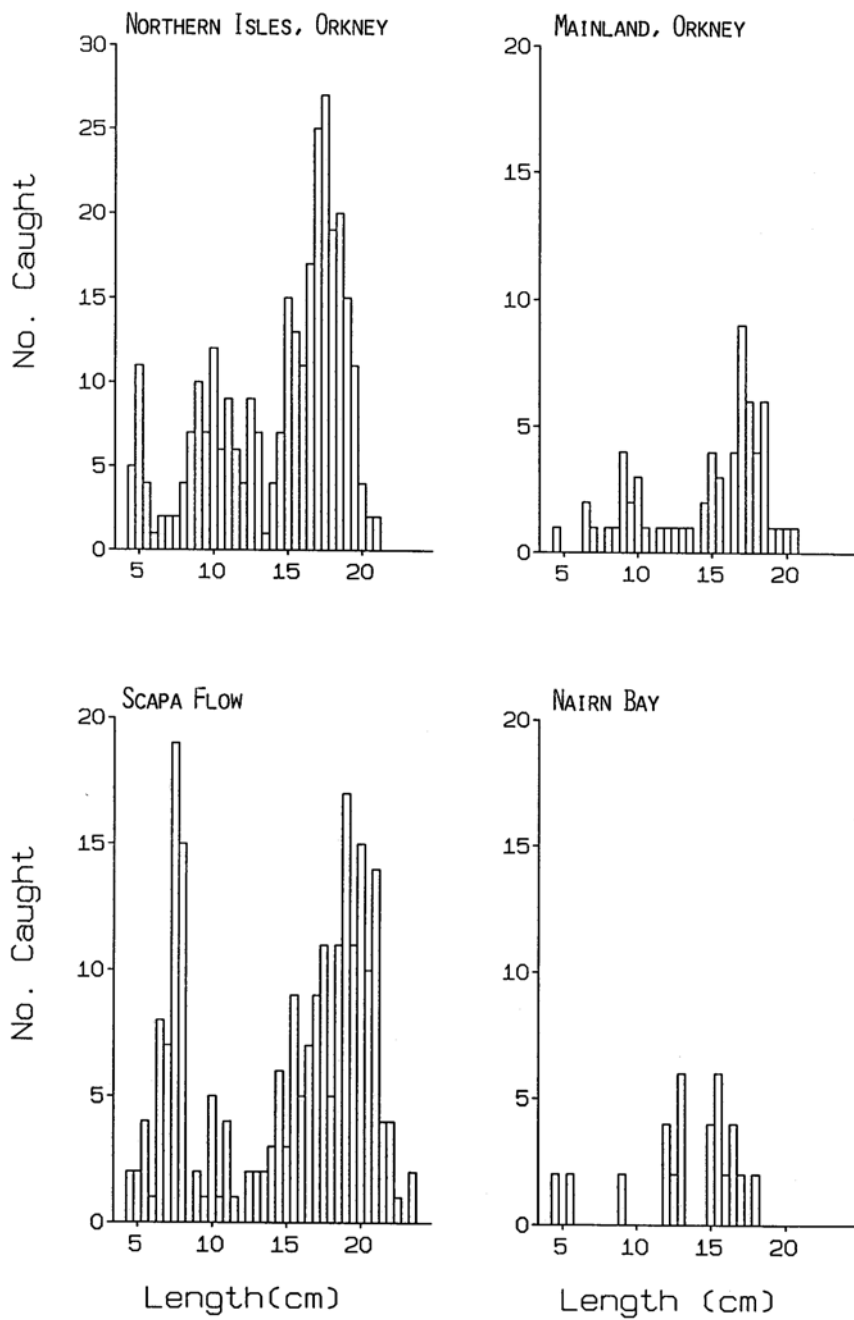 NORTHERN ISLES, ORKNEY
30
25
20
15
10
5
0
No. Caught
5 10 15 20
MAINLAND, ORKNEY
20
15
10
5
0
5 10 15 20
SCAPA FLOW
20
15
10
5
0
No. Caught
5 10 15 20
Length(cm)
NAIRN BAY
20
15
10
5
0
5 10 15 20
Length (cm)